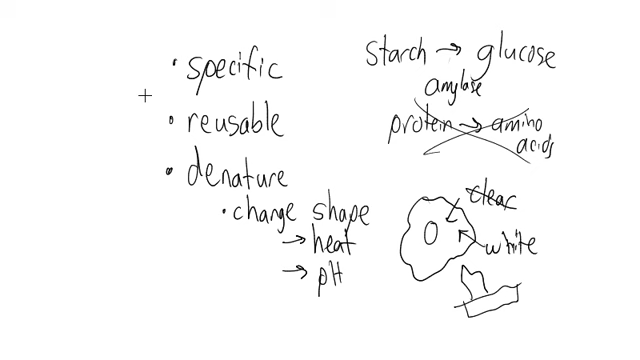 • specific
• reusable
• denature
• change shape
→ heat
→ pH
starch → glucose
amylase
protein → amino
acids
clear
white